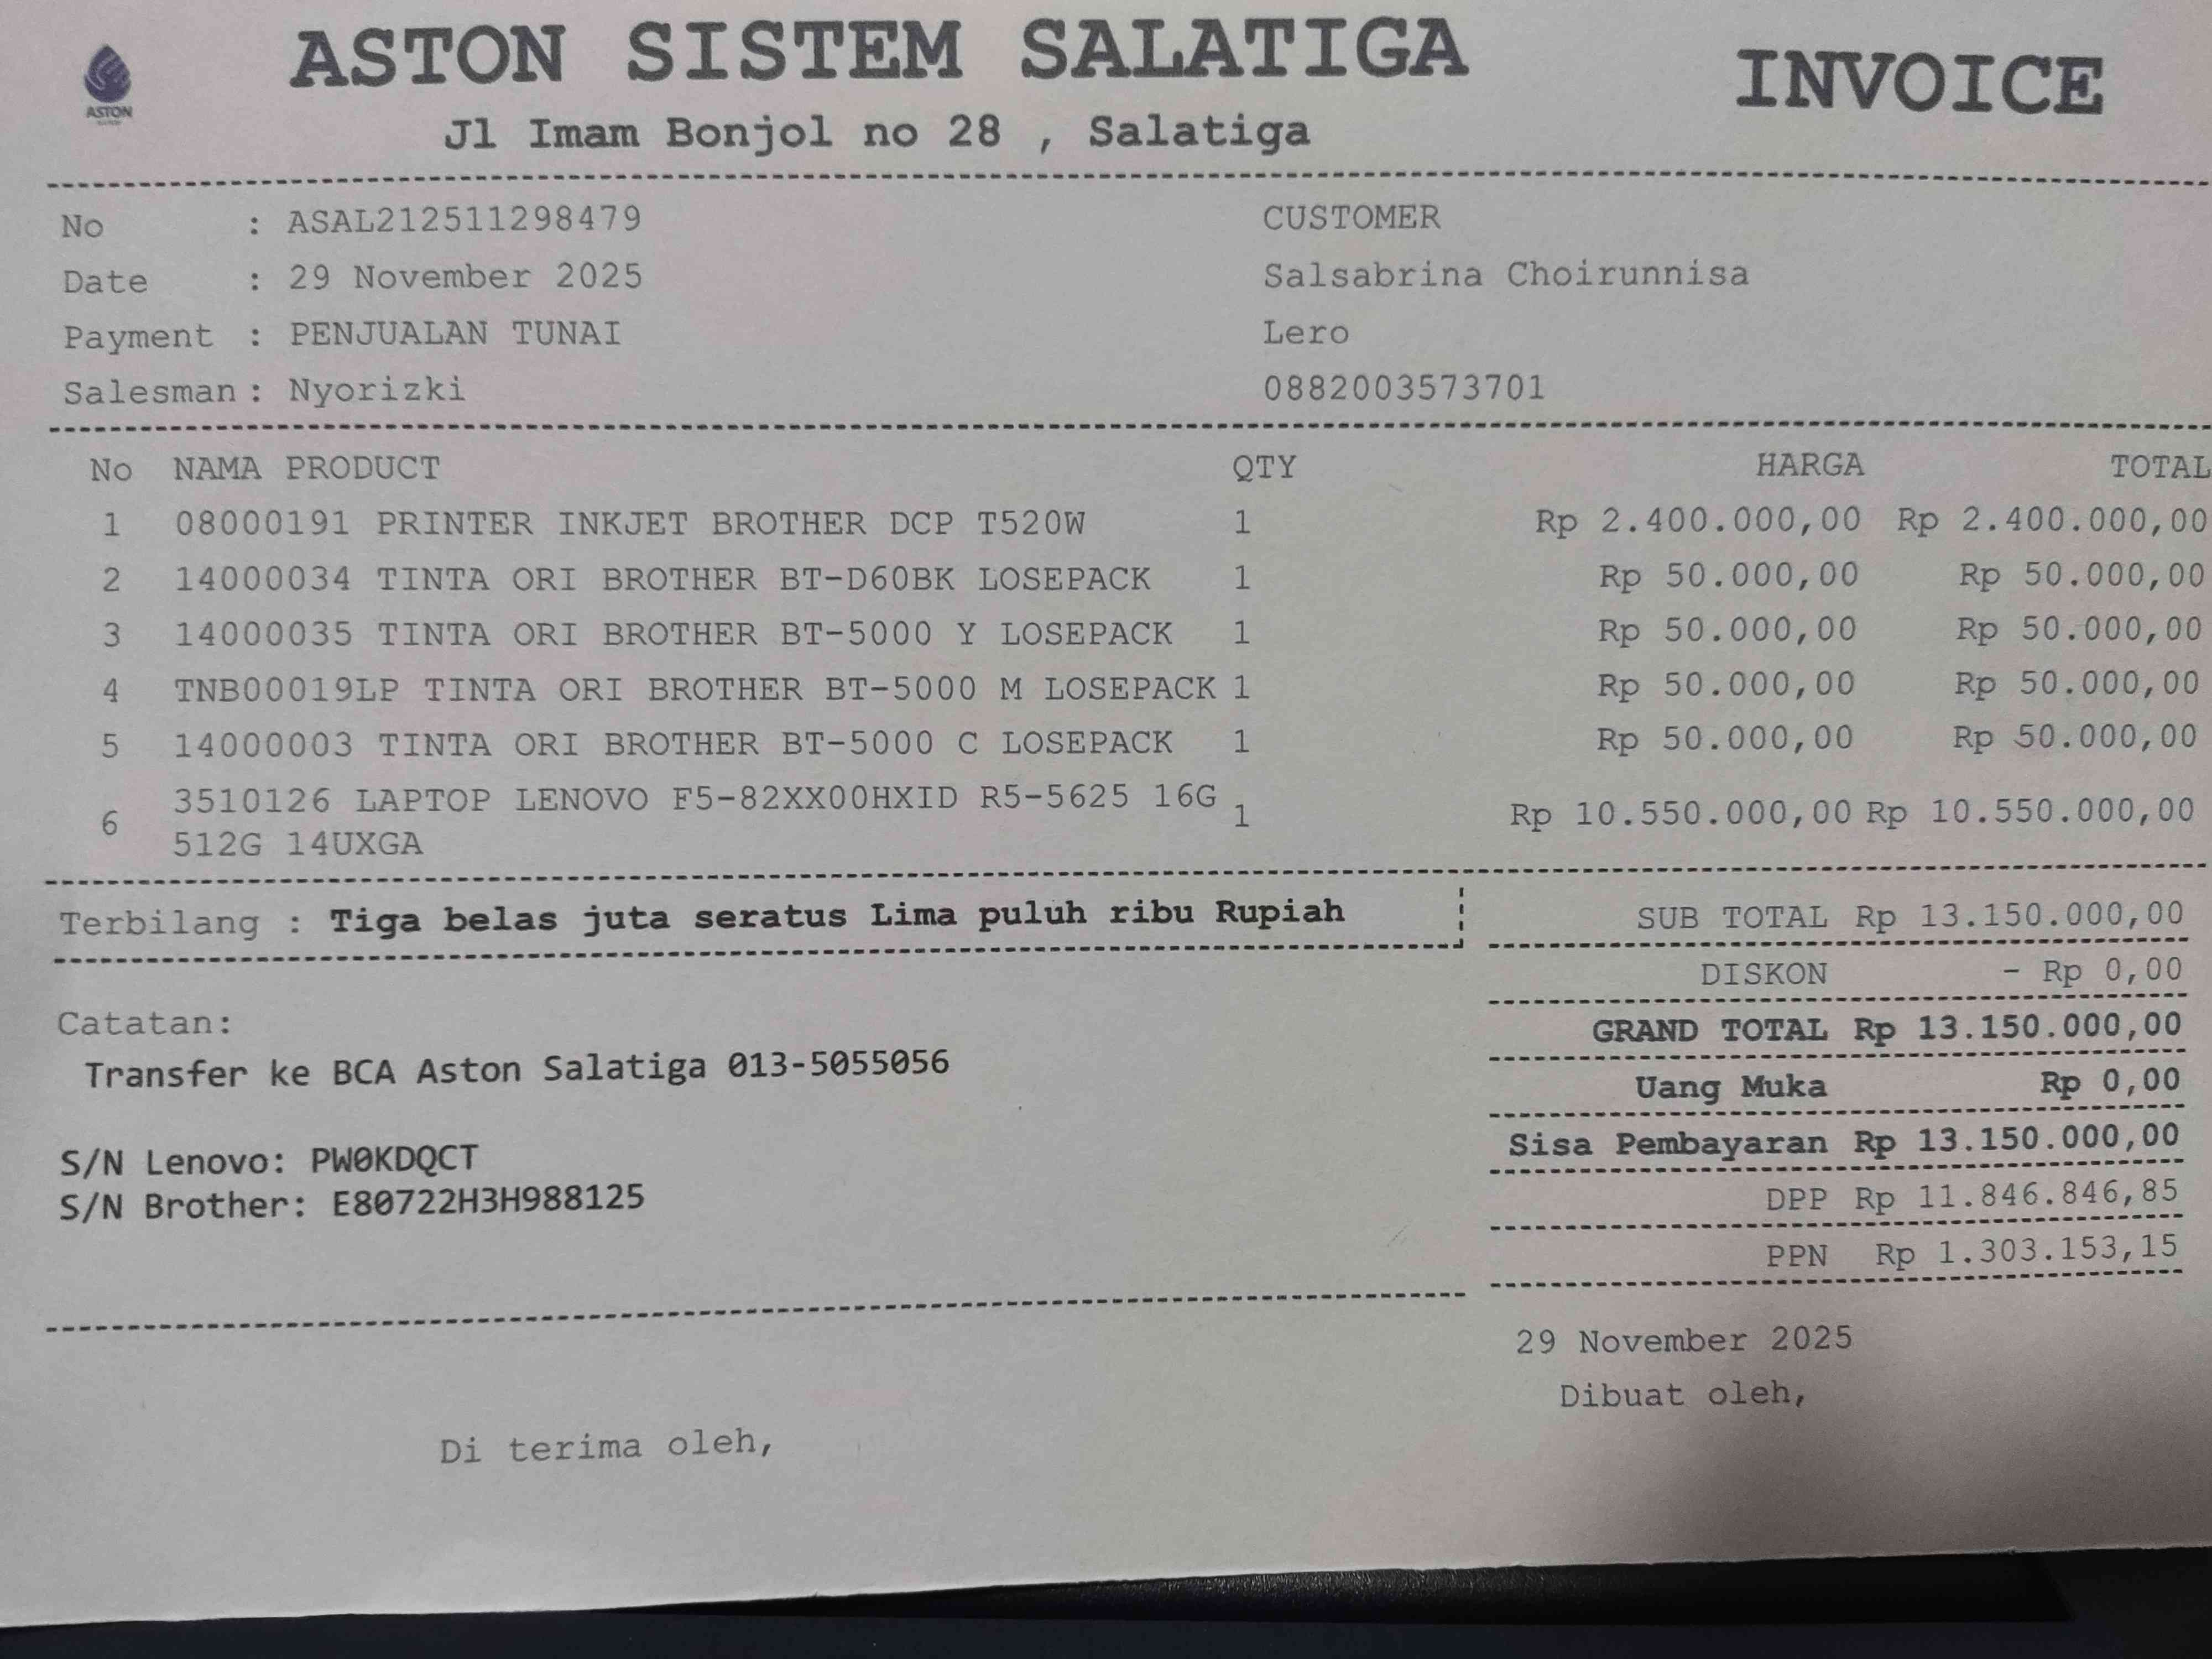 ASTON SISTEM SALATIGA
INVOICE
ASTON
Jl Imam Bonjol no 28 , Salatiga
No : ASAL212511298479
CUSTOMER
Date : 29 November 2025
Salsabrina Choirunnisa
Payment : PENJUALAN TUNAI
Lero
Salesman : Nyorizki
0882003573701
No NAMA PRODUCT QTY HARGA TOTAL
1 08000191 PRINTER INKJET BROTHER DCP T520W 1 Rp 2.400.000,00 Rp 2.400.000,00
2 14000034 TINTA ORI BROTHER BT-D60BK LOSEPACK 1 Rp 50.000,00 Rp 50.000,00
3 14000035 TINTA ORI BROTHER BT-5000 Y LOSEPACK 1 Rp 50.000,00 Rp 50.000,00
4 TNB00019LP TINTA ORI BROTHER BT-5000 M LOSEPACK 1 Rp 50.000,00 Rp 50.000,00
5 14000003 TINTA ORI BROTHER BT-5000 C LOSEPACK 1 Rp 50.000,00 Rp 50.000,00
6 3510126 LAPTOP LENOVO F5-82XX00HXID R5-5625 16G 1 Rp 10.550.000,00 Rp 10.550.000,00
512G 14UXGA
Terbilang : Tiga belas juta seratus Lima puluh ribu Rupiah
SUB TOTAL Rp 13.150.000,00
DISKON - Rp 0,00
Catatan:
GRAND TOTAL Rp 13.150.000,00
Transfer ke BCA Aston Salatiga 013-5055056
Uang Muka Rp 0,00
Sisa Pembayaran Rp 13.150.000,00
S/N Lenovo: PW0KDQCT
S/N Brother: E80722H3H988125
DPP Rp 11.846.846,85
PPN Rp 1.303.153,15
29 November 2025
Dibuat oleh,
Di terima oleh,